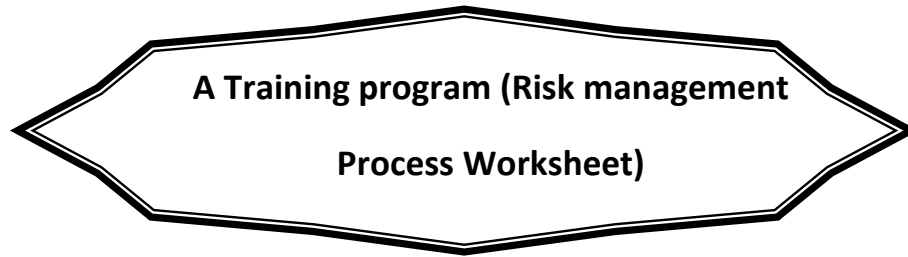 A Training program (Risk management
Process Worksheet)